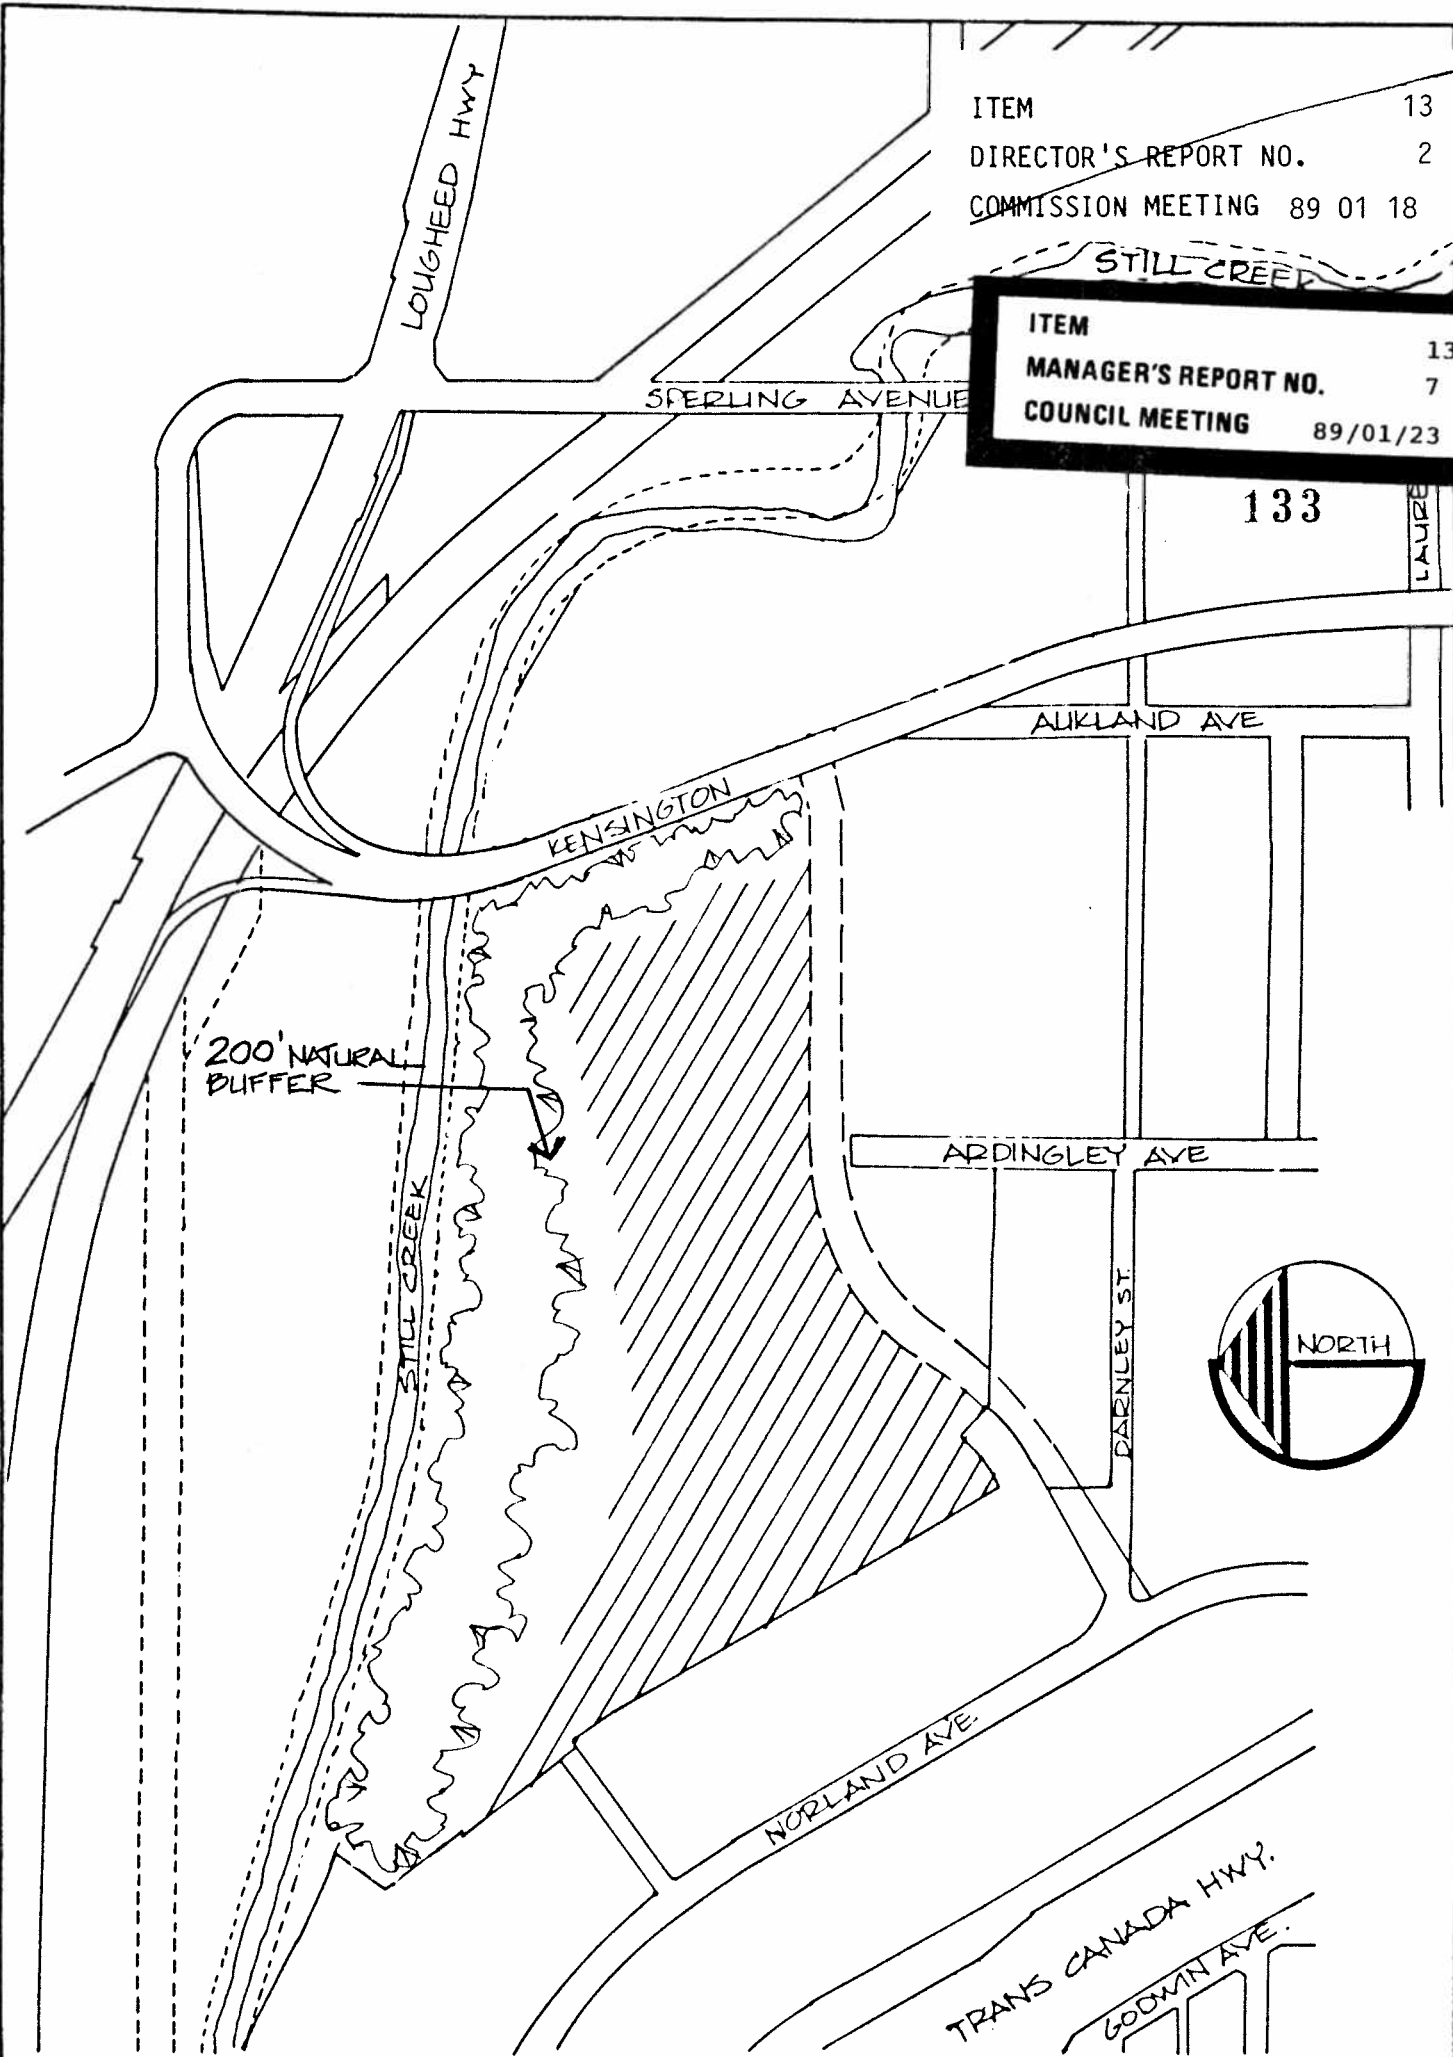 ITEM 13
DIRECTOR'S REPORT NO. 2
COMMISSION MEETING 89 01 18
LOUGHEED HWY
STILL CREEK
ITEM 13
MANAGER'S REPORT NO. 7
COUNCIL MEETING 89/01/23
SPERLING AVENUE
133
AUKLAND AVE
KENSINGTON
200' NATURAL
BUFFER
ARDINGLEY AVE
STILL CREEK
DARNLEY ST.
NORTH
NORLAND AVE.
TRANS CANADA HWY.
GODWIN AVE.